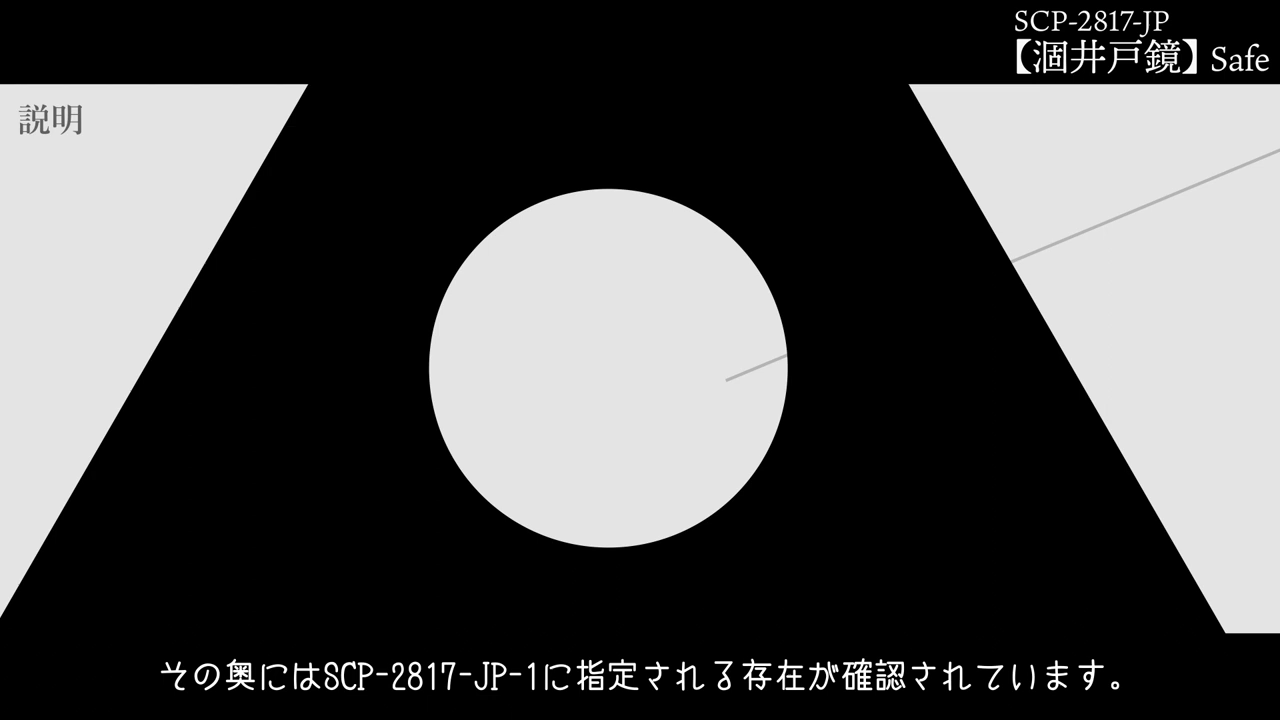 SCP-2817-JP
【涸井戸鏡】 Safe
説明
その奥にはSCP-2817-JP-1に指定される存在が確認されています。